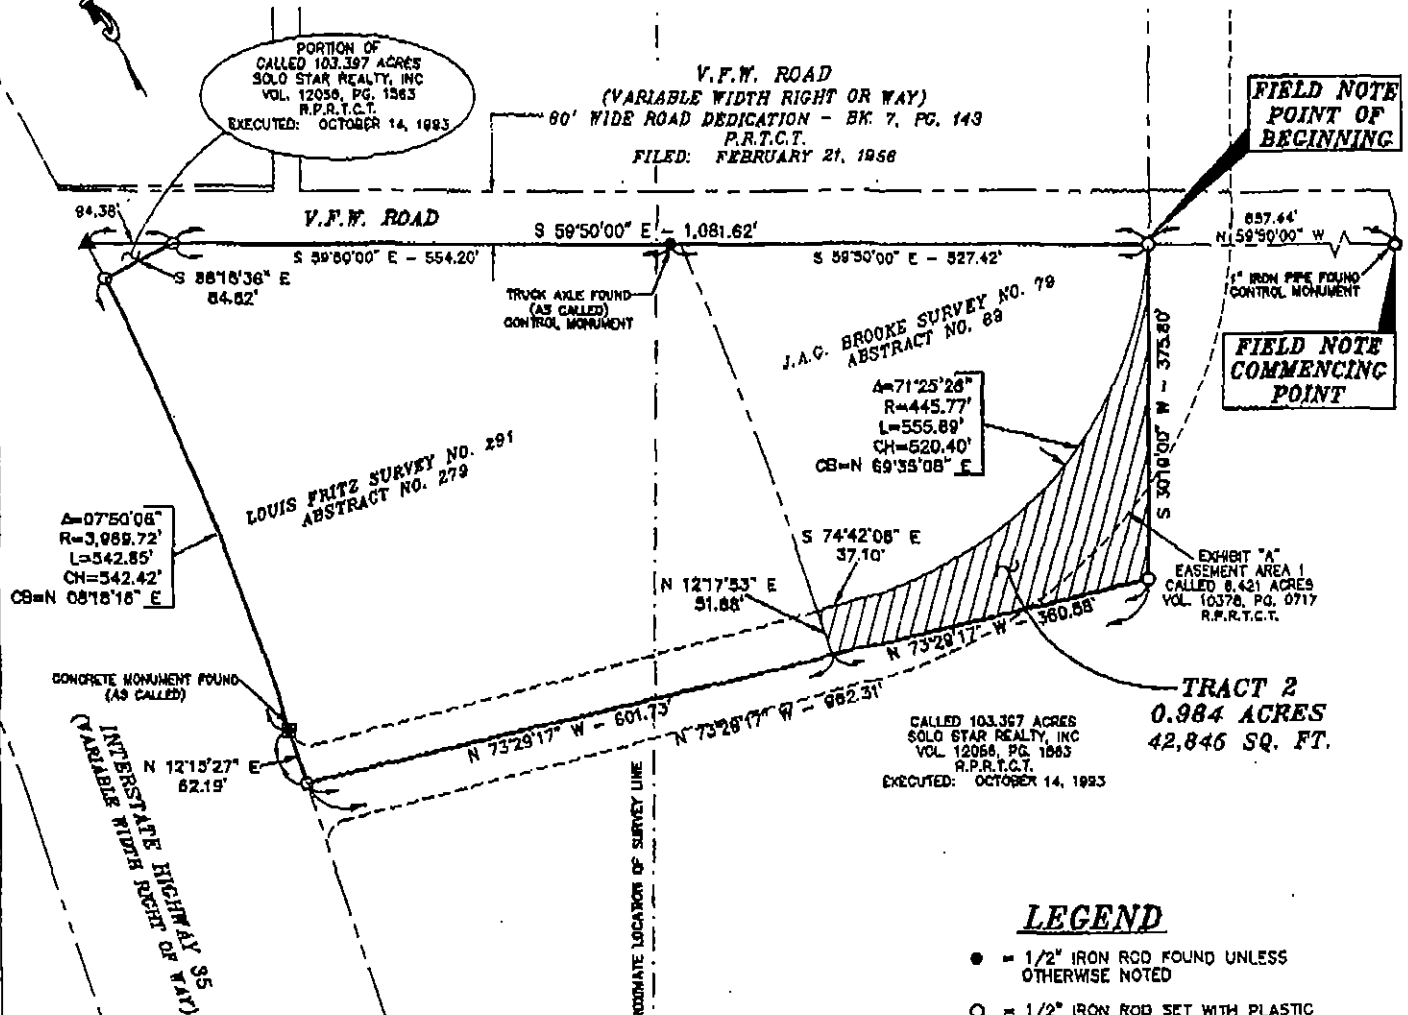 PORTION OF
CALLED 103.397 ACRES
SOLO STAR REALTY, INC
VOL. 12056, PG. 1563
R.P.R.T.C.T.
EXECUTED: OCTOBER 14, 1993
V.F.W. ROAD
(VARIABLE WIDTH RIGHT OR WAY)
60' WIDE ROAD DEDICATION - BK. 7, PG. 143
P.R.T.C.T.
FILED: FEBRUARY 21, 1956
FIELD NOTE
POINT OF
BEGINNING
94.38'
V.F.W. ROAD
S 59°50'00" E - 1,081.62'
657.44'
N 59°50'00" W
S 59°50'00" E - 554.20'
S 59°50'00" E - 527.42'
S 88°16'36" E
84.62'
TRUCK AXLE FOUND
(AS CALLED)
CONTROL MONUMENT
1" IRON PIPE FOUND
CONTROL MONUMENT
J.A.G. BROOKE SURVEY NO. 79
ABSTRACT NO. 69
FIELD NOTE
COMMENCING
POINT
Δ=71°25'26"
R=445.77'
L=555.69'
CH=520.40'
CB=N 69°35'08" E
S 30°19'00" W - 375.80'
LOUIS FRITZ SURVEY NO. 291
ABSTRACT NO. 279
Δ=07°50'06"
R=3,969.72'
L=542.85'
CH=542.42'
CB=N 08°18'16" E
S 74°42'08" E
37.10'
EXHIBIT "A"
EASEMENT AREA 1
CALLED 6.421 ACRES
VOL. 10376, PG. 0717
R.P.R.T.C.T.
N 12°17'53" E
51.88'
N 73°29'17" W - 360.58'
CONCRETE MONUMENT FOUND
(AS CALLED)
TRACT 2
0.984 ACRES
42,846 SQ. FT.
N 73°29'17" W - 601.73'
N 73°29'17" W - 962.31'
CALLED 103.397 ACRES
SOLO STAR REALTY, INC
VOL. 12056, PG. 1563
R.P.R.T.C.T.
EXECUTED: OCTOBER 14, 1993
N 12°15'27" E
62.19'
INTERSTATE HIGHWAY 35
(VARIABLE WIDTH RIGHT OF WAY)
LOCATION OF SURVEY LINE
LEGEND
● = 1/2" IRON ROD FOUND UNLESS
OTHERWISE NOTED
○ = 1/2" IRON ROD SET WITH PLASTIC